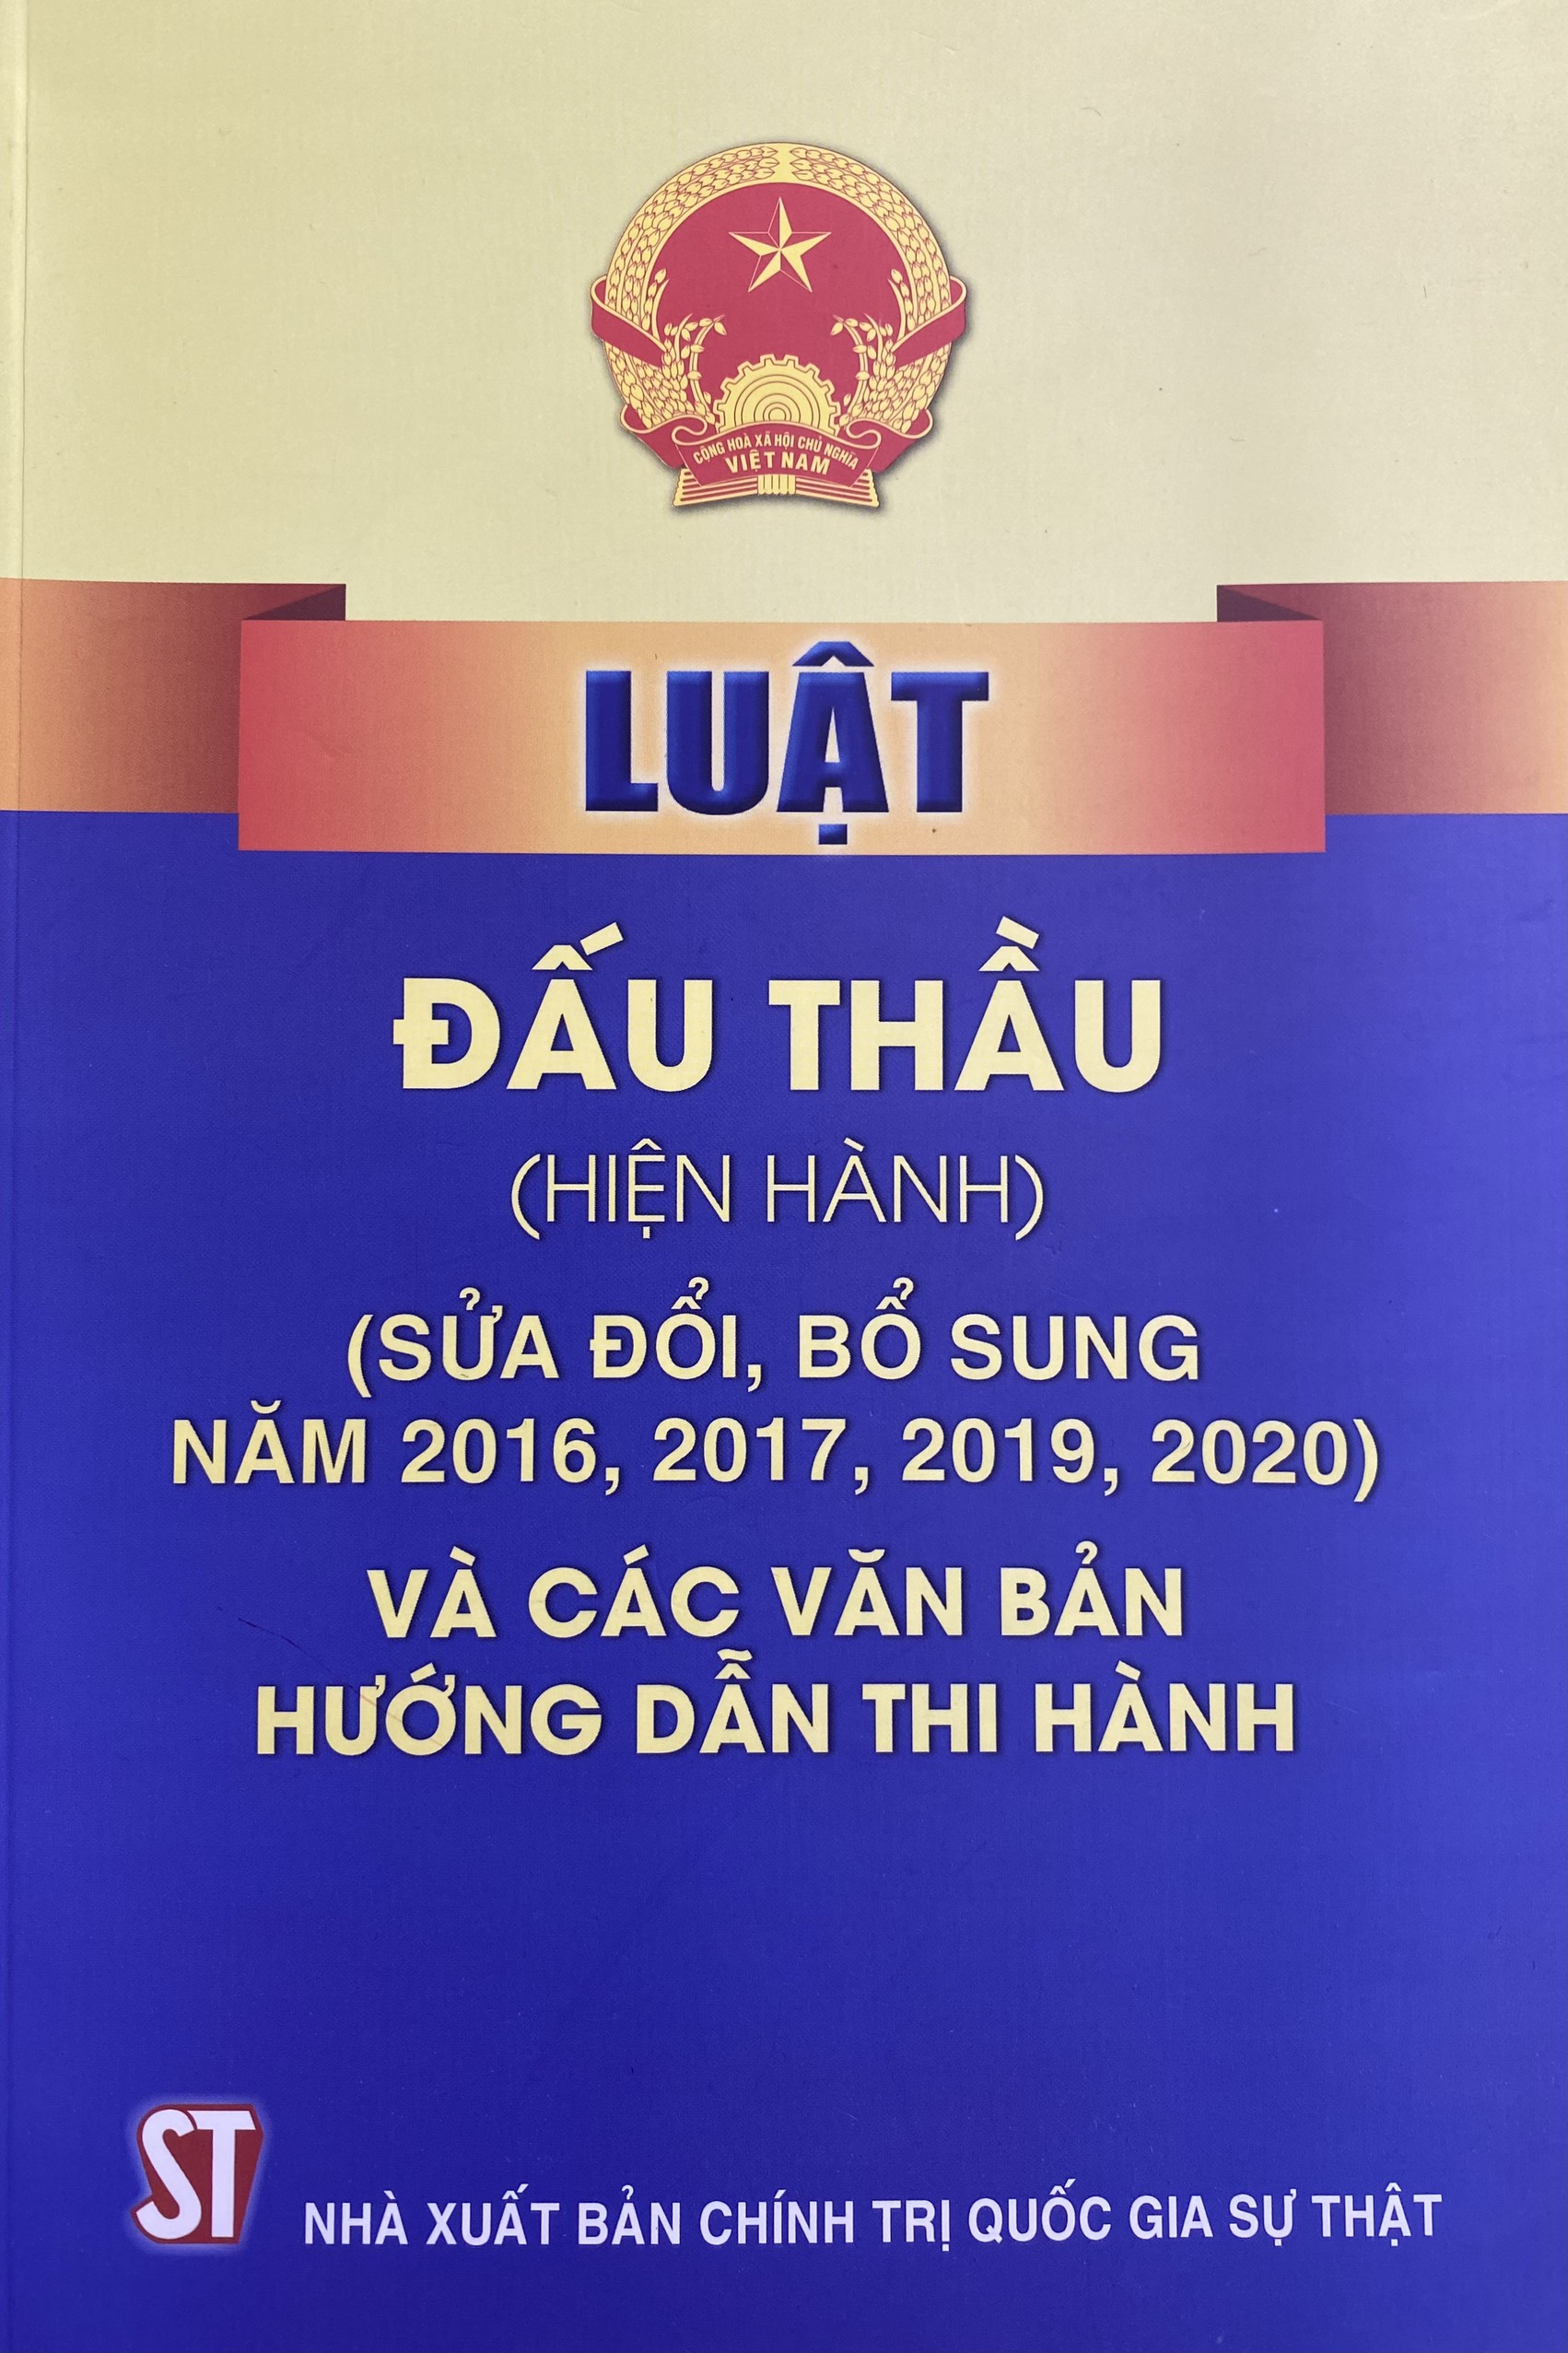 CỘNG HOÀ XÃ HỘI CHỦ NGHĨA
VIỆT NAM
LUẬT
ĐẤU THẦU
(HIỆN HÀNH)
(SỬA ĐỔI, BỔ SUNG
NĂM 2016, 2017, 2019, 2020)
VÀ CÁC VĂN BẢN
HƯỚNG DẪN THI HÀNH
ST
NHÀ XUẤT BẢN CHÍNH TRỊ QUỐC GIA SỰ THẬT